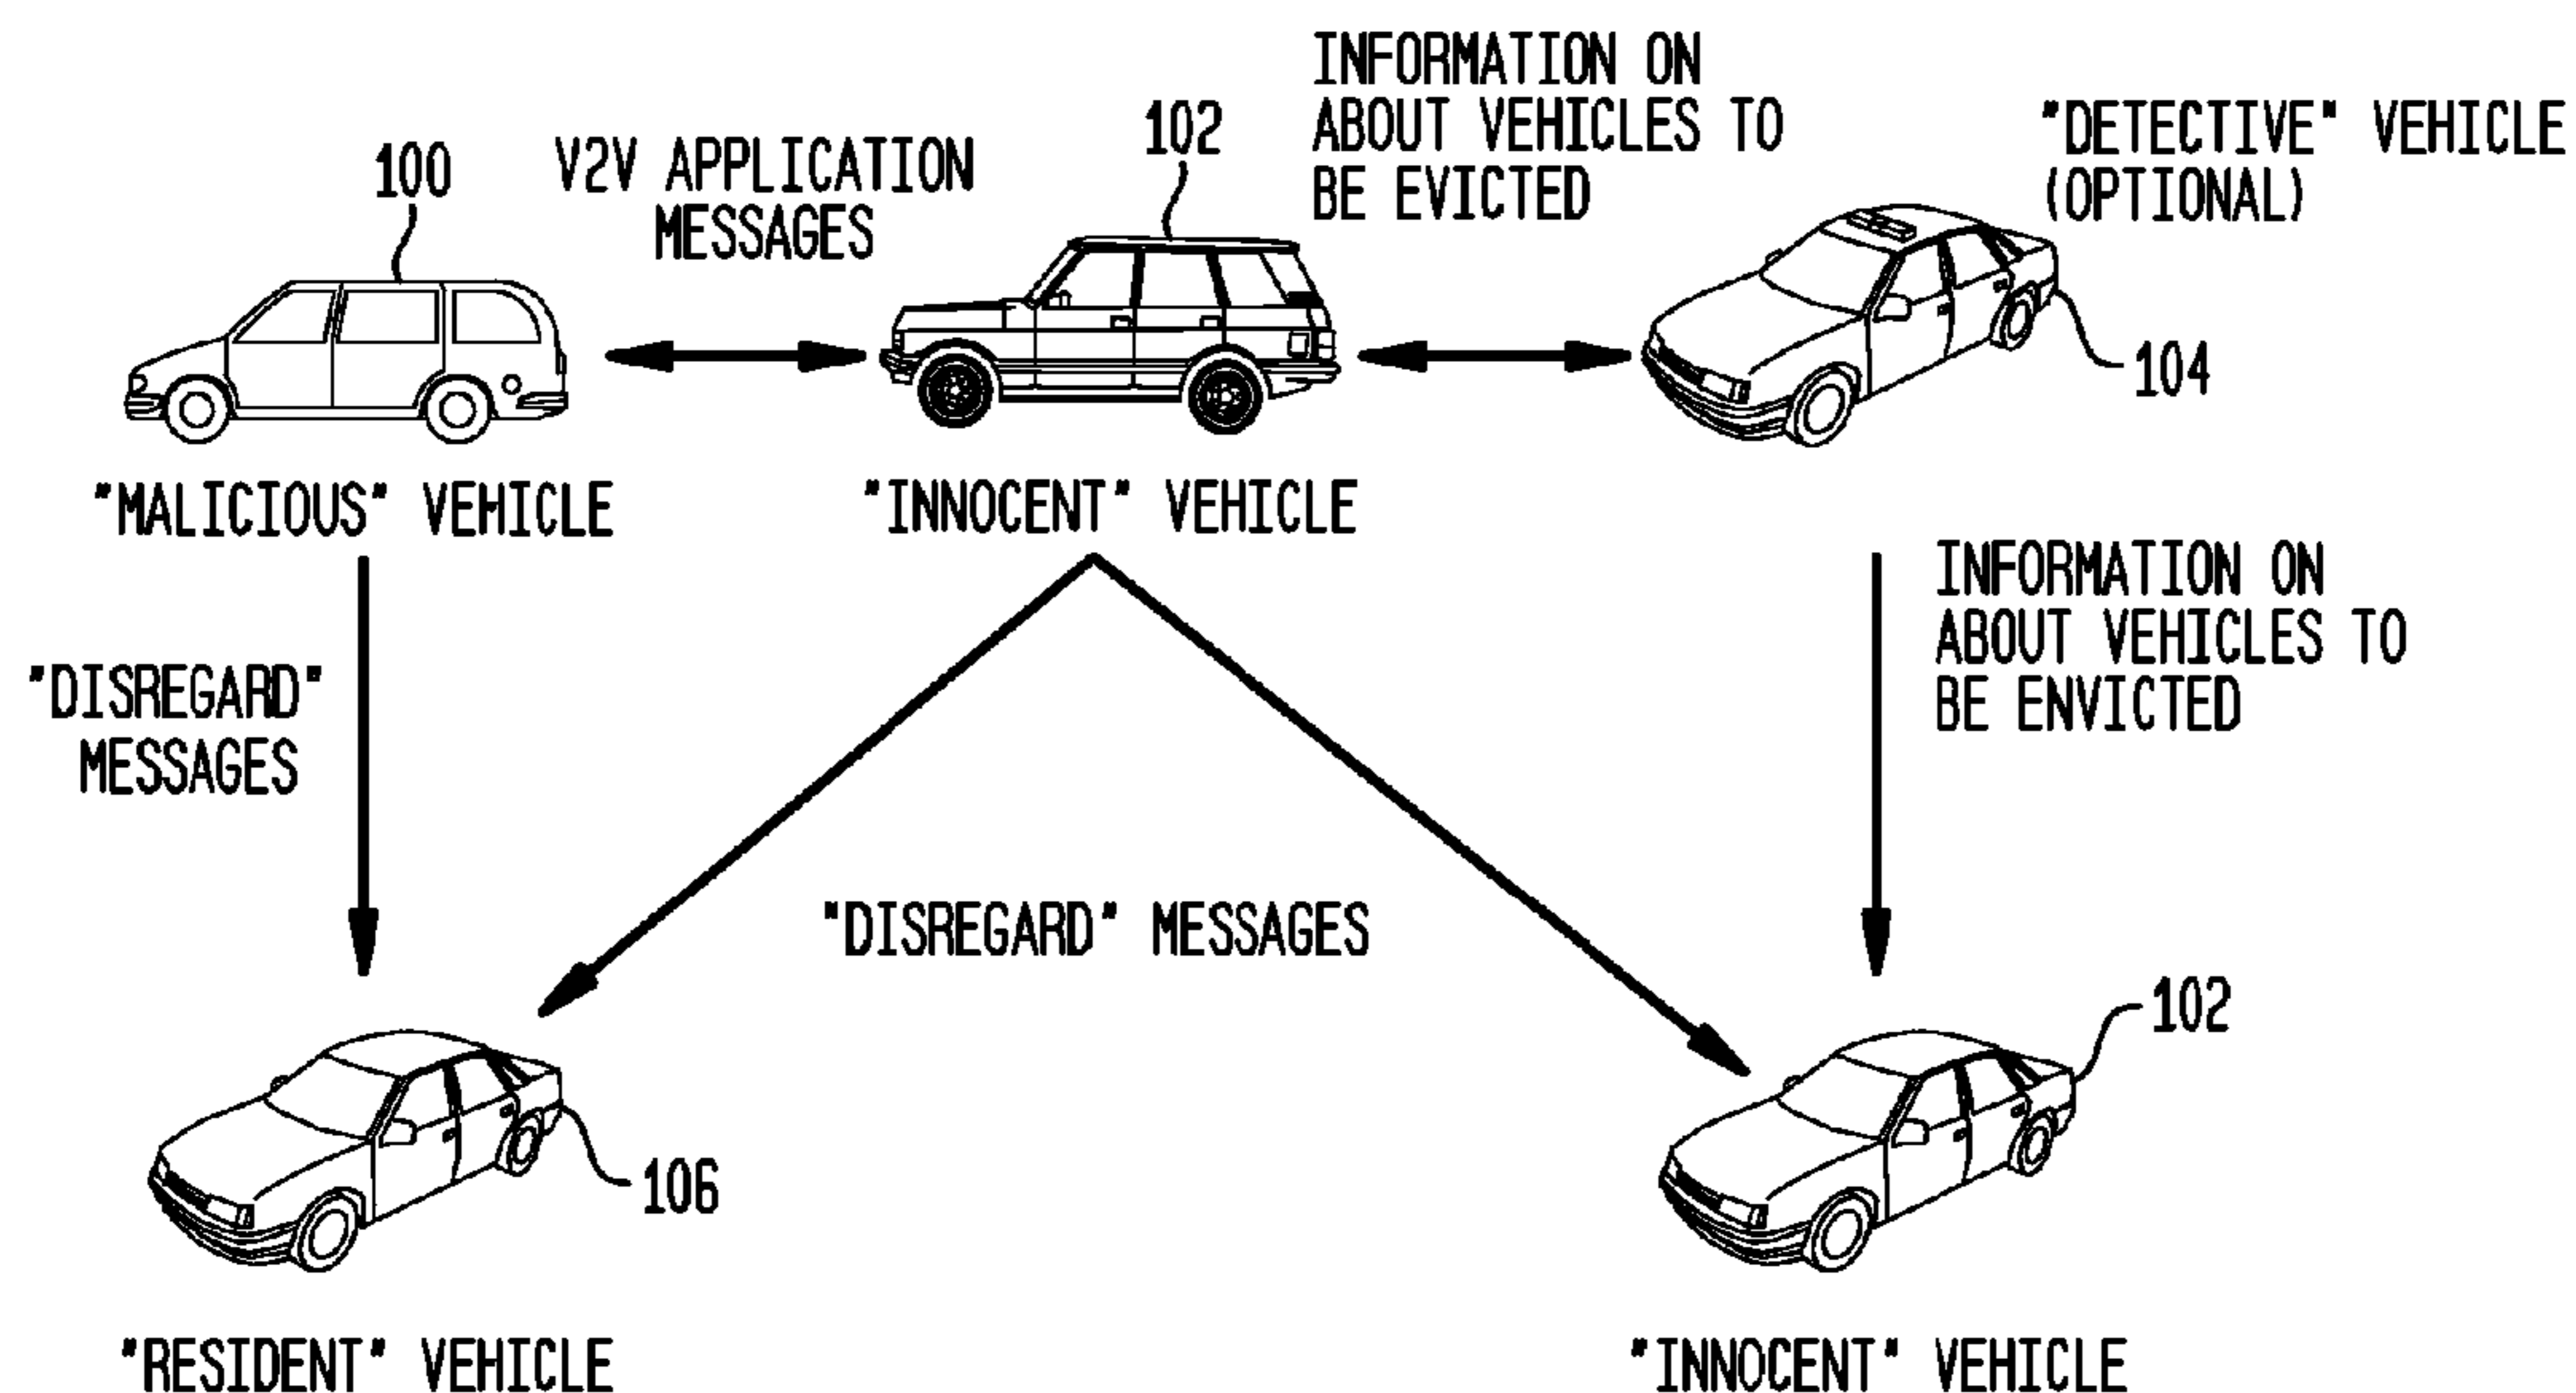 100
V2V APPLICATION
MESSAGES
102
INFORMATION ON
ABOUT VEHICLES TO
BE EVICTED
"DETECTIVE" VEHICLE
(OPTIONAL)
104
"MALICIOUS" VEHICLE
"INNOCENT" VEHICLE
"DISREGARD"
MESSAGES
"DISREGARD" MESSAGES
INFORMATION ON
ABOUT VEHICLES TO
BE ENVICTED
106
102
"RESIDENT" VEHICLE
"INNOCENT" VEHICLE